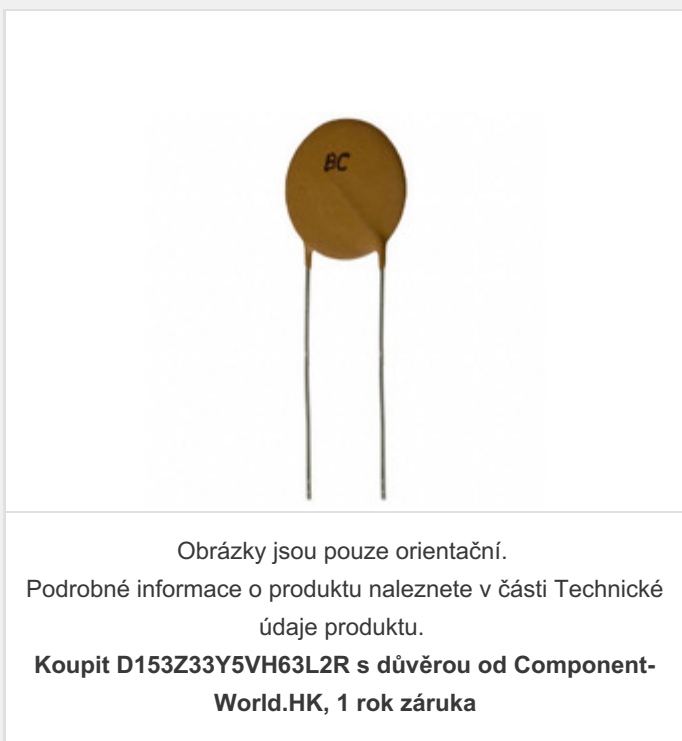 BC
Obrázky jsou pouze orientační.
Podrobné informace o produktu naleznete v části Technické
údaje produktu.
Koupit D153Z33Y5VH63L2R s důvěrou od Component-
World.HK, 1 rok záruka